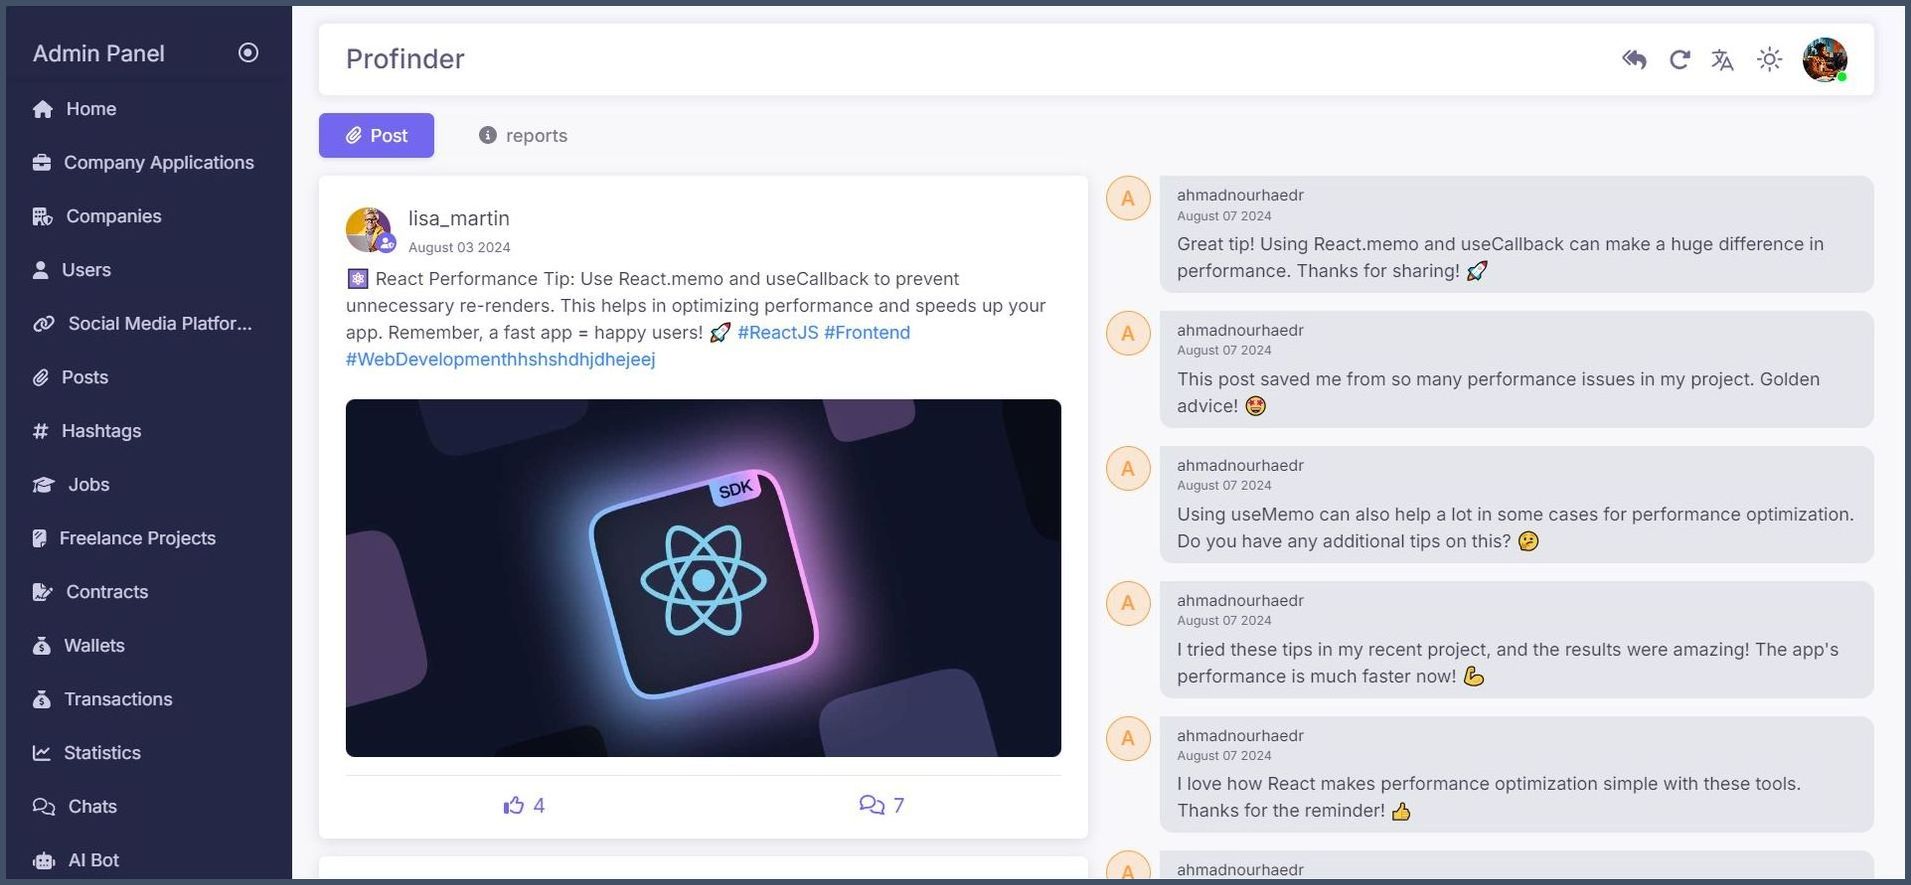 Admin Panel
Home
Company Applications
Companies
Users
Social Media Platfor...
Posts
Hashtags
Jobs
Freelance Projects
Contracts
Wallets
Transactions
Statistics
Chats
AI Bot
Profinder
Post
reports
lisa_martin
August 03 2024
⚛️ React Performance Tip: Use React.memo and useCallback to prevent
unnecessary re-renders. This helps in optimizing performance and speeds up your
app. Remember, a fast app = happy users! 🚀 #ReactJS #Frontend
#WebDevelopmenthhshshdhjdhejeej
SDK
4
7
A
ahmadnourhaedr
August 07 2024
Great tip! Using React.memo and useCallback can make a huge difference in
performance. Thanks for sharing! 🚀
A
ahmadnourhaedr
August 07 2024
This post saved me from so many performance issues in my project. Golden
advice! 🤩
A
ahmadnourhaedr
August 07 2024
Using useMemo can also help a lot in some cases for performance optimization.
Do you have any additional tips on this? 🤔
A
ahmadnourhaedr
August 07 2024
I tried these tips in my recent project, and the results were amazing! The app's
performance is much faster now! 💪
A
ahmadnourhaedr
August 07 2024
I love how React makes performance optimization simple with these tools.
Thanks for the reminder! 👍
A
ahmadnourhaedr